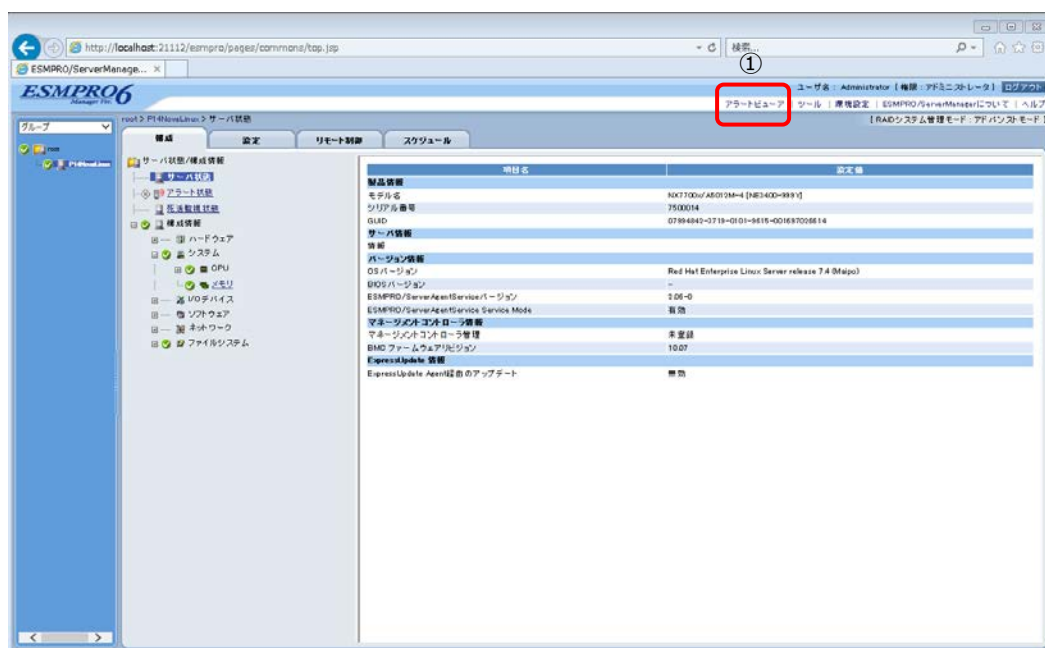 http://localhost:21112/esmpro/pages/commons/top.jsp
検索...
ESMPRO/ServerManage... ×
①
ESMPRO6
Manager Ver.
ユーザ名 : Administrator [ 権限 : アドミニストレータ ] ログアウト
アラートビューア | ツール | 環境設定 | ESMPRO/ServerManagerについて | ヘルプ
グループ
root > P14NovaLinux > サーバ状態
[ RAIDシステム管理モード : アドバンストモード ]
構成 設定 リモート制御 スケジュール
root
P14NovaLinux
サーバ状態/構成情報
サーバ状態
アラート状態
死活監視状態
構成情報
ハードウェア
システム
CPU
メモリ
I/Oデバイス
ソフトウェア
ネットワーク
ファイルシステム
項目名 設定値
製品情報
モデル名 NX7700x/A5012M-4 [NE3400-999Y]
シリアル番号 7500014
GUID
サーバ情報
情報
バージョン情報
OSバージョン Red Hat Enterprise Linux Server release 7.4 (Maipo)
BIOSバージョン -
ESMPRO/ServerAgentServiceバージョン
ESMPRO/ServerAgentService Service Mode 有効
マネージメントコントローラ情報
マネージメントコントローラ管理 未登録
BMC ファームウェアリビジョン 10.07
ExpressUpdate 情報
ExpressUpdate Agent経由のアップデート 無効